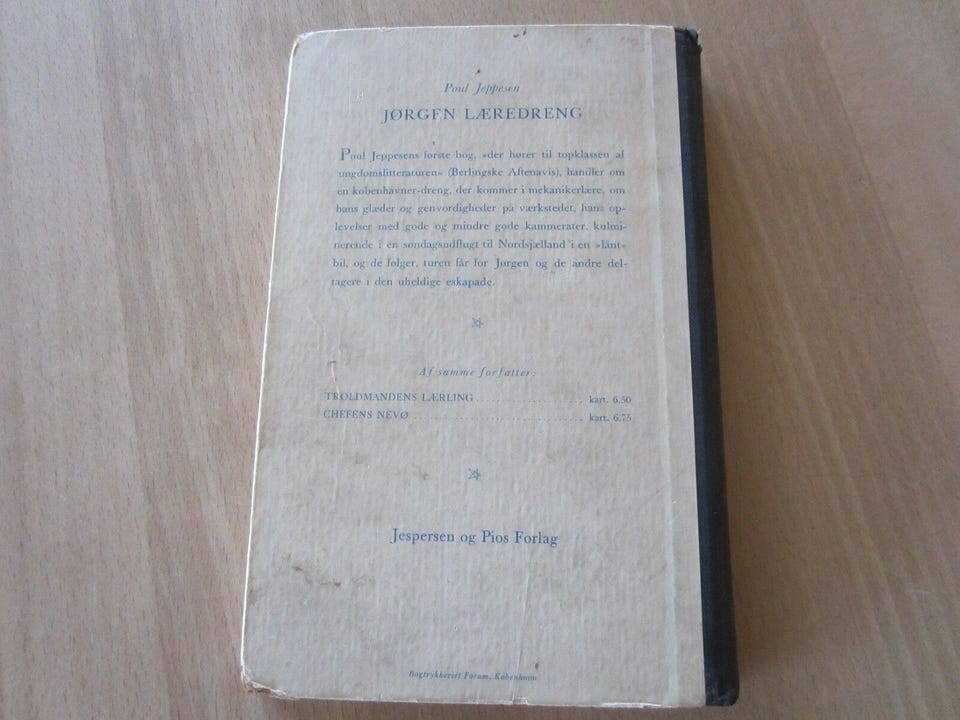 Poul Jeppesen
JØRGEN LÆREDRENG
Poul Jeppesens første bog, »der hører til topklassen af
ungdomslitteraturen« (Berlingske Aftenavis), handler om
en københavner-dreng, der kommer i mekanikerlære, om
hans glæder og genvordigheder på værkstedet, hans op-
levelser med gode og mindre gode kammerater, kulmi-
nerende i en søndagsudflugt til Nordsjælland i en »lånt«
bil, og de følger, turen får for Jørgen og de andre del-
tagere i den uheldige eskapade.
Af samme forfatter:
TROLDMANDENS LÆRLING . . . . . . . . . . . . . . . . kart. 6.50
CHEFENS NEVØ . . . . . . . . . . . . . . . . . . . . . . . . . kart. 6.75
Jespersen og Pios Forlag
Bogtrykkeriet Forum, København